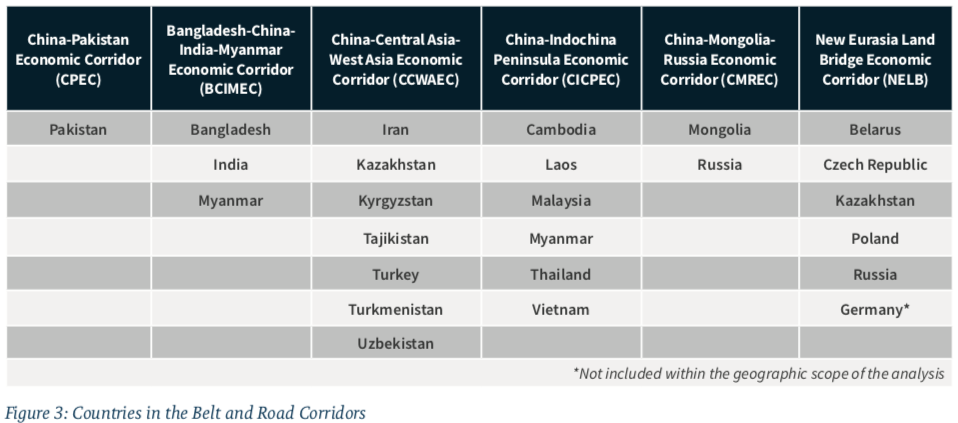 China-Pakistan
Economic Corridor
(CPEC)
Bangladesh-China-
India-Myanmar
Economic Corridor
(BCIMEC)
China-Central Asia-
West Asia Economic
Corridor (CCWAEC)
China-Indochina
Peninsula Economic
Corridor (CICPEC)
China-Mongolia-
Russia Economic
Corridor (CMREC)
New Eurasia Land
Bridge Economic
Corridor (NELB)
Pakistan Bangladesh Iran Cambodia Mongolia Belarus
India Kazakhstan Laos Russia Czech Republic
Myanmar Kyrgyzstan Malaysia Kazakhstan
Tajikistan Myanmar Poland
Turkey Thailand Russia
Turkmenistan Vietnam Germany*
Uzbekistan
*Not included within the geographic scope of the analysis
Figure 3: Countries in the Belt and Road Corridors